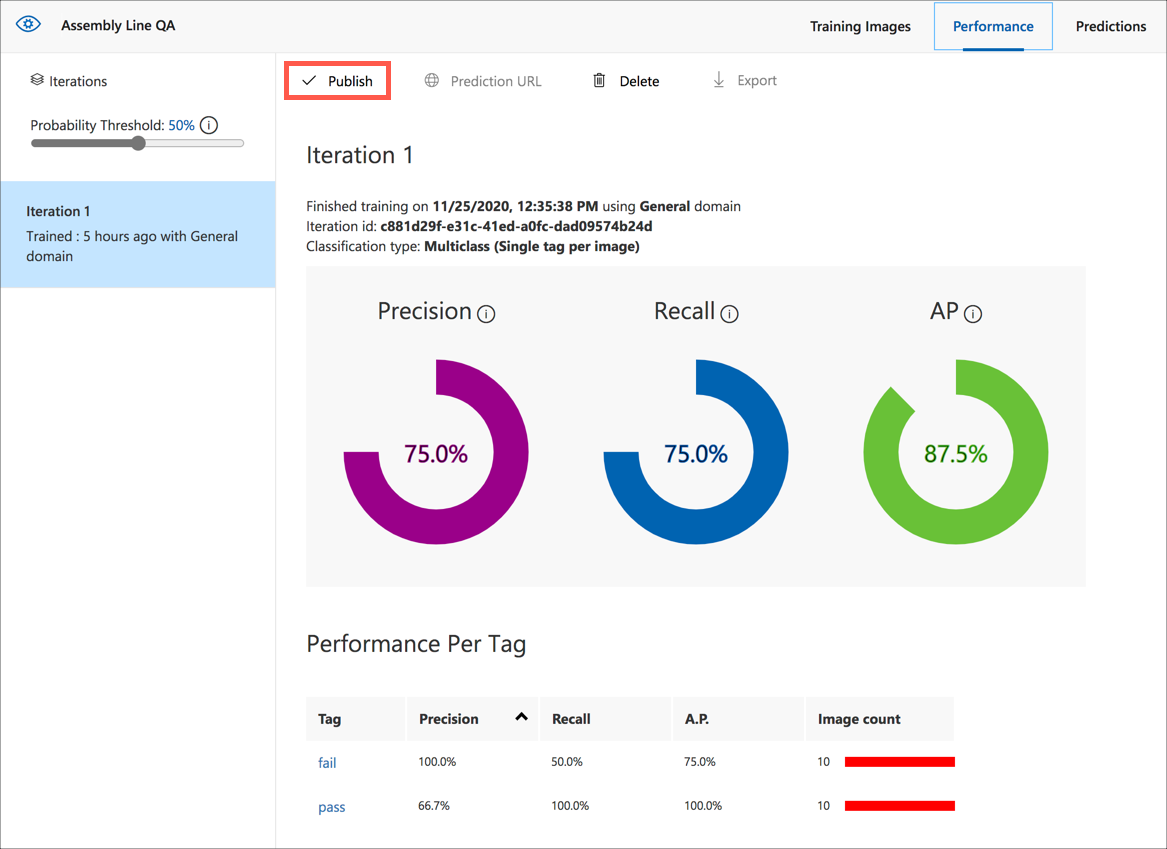 Assembly Line QA
Training Images
Performance
Predictions
Iterations
Probability Threshold: 50%
Iteration 1
Trained : 5 hours ago with General
domain
Publish
Prediction URL
Delete
Export
Iteration 1
Finished training on 11/25/2020, 12:35:38 PM using General domain
Iteration id: c881d29f-e31c-41ed-a0fc-dad09574b24d
Classification type: Multiclass (Single tag per image)
Precision
Recall
AP
75.0%
75.0%
87.5%
Performance Per Tag
Tag Precision Recall A.P. Image count
fail 100.0% 50.0% 75.0% 10
pass 66.7% 100.0% 100.0% 10